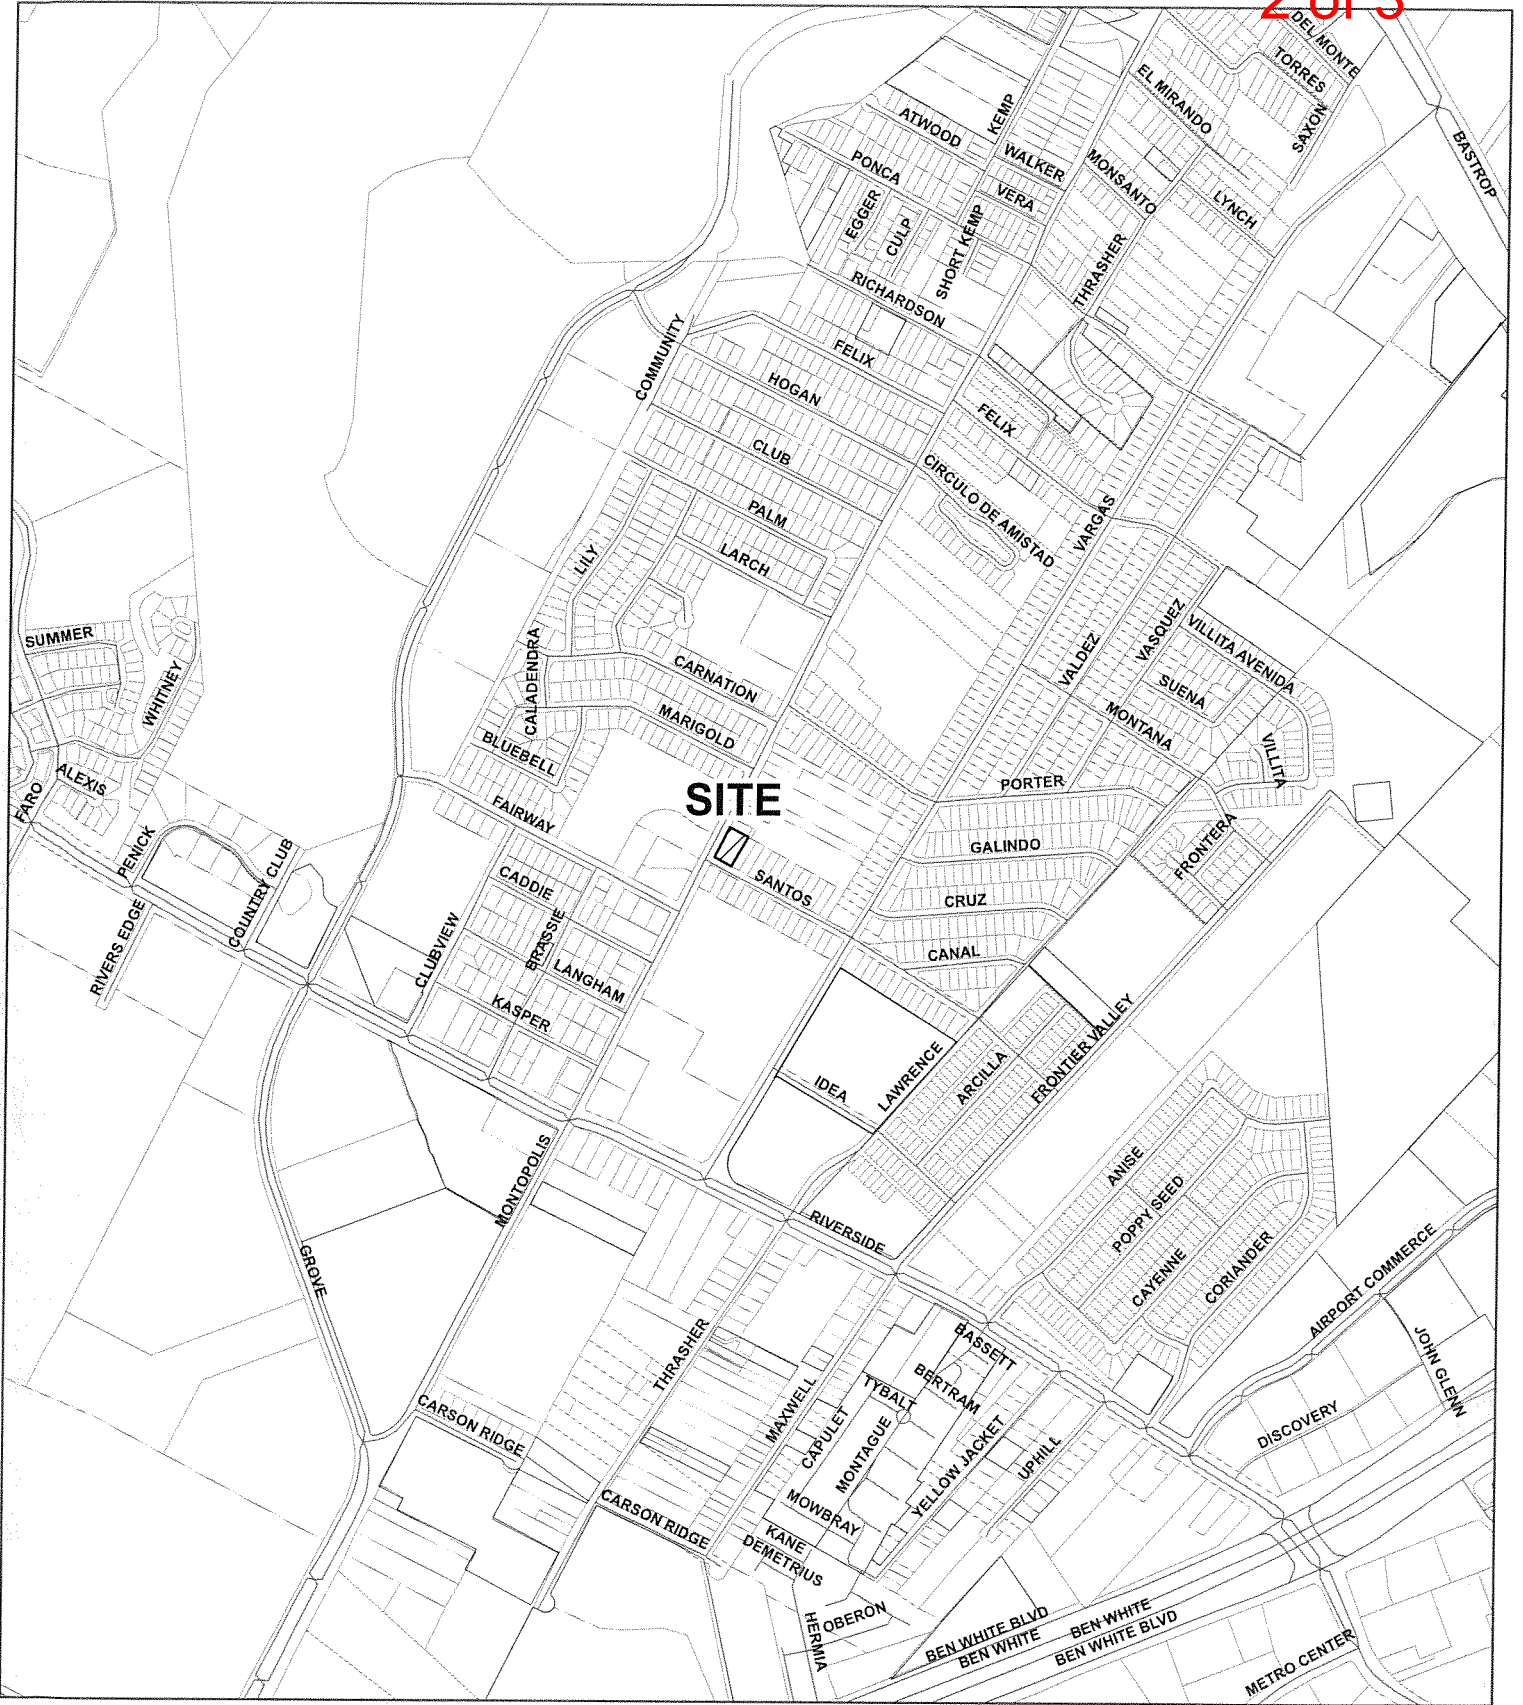 2 of 3
DEL MONTE
TORRES
EL MIRANDO
SAXON
BASTROP
KEMP
ATWOOD
WALKER
MONSANTO
LYNCH
PONCA
VERA
EGGER
CULP
SHORT KEMP
THRASHER
RICHARDSON
COMMUNITY
FELIX
HOGAN
FELIX
CLUB
CIRCULO DE AMISTAD
PALM
VARGAS
LARCH
LILY
SUMMER
CALADENDRA
VALDEZ
VASQUEZ
VILLITA AVENIDA
WHITNEY
CARNATION
SUENA
MARIGOLD
MONTANA
BLUEBELL
VILLITA
ALEXIS
PORTER
FARO
SITE
FAIRWAY
PENICK
GALINDO
FRONTERA
COUNTRY CLUB
CADDIE
SANTOS
CRUZ
RIVERS EDGE
CLUBVIEW
BRASSIE
CANAL
LANGHAM
KASPER
FRONTIER VALLEY
LAWRENCE
IDEA
ARCILLA
MONTOPOLIS
ANISE
POPPY SEED
RIVERSIDE
GROVE
CAYENNE
CORIANDER
AIRPORT COMMERCE
BASSETT
JOHN GLENN
THRASHER
BERTRAM
TYBALT
MAXWELL
CAPULET
CARSON RIDGE
MONTAGUE
YELLOW JACKET
UPHILL
DISCOVERY
CARSON RIDGE
MOWBRAY
KANE
DEMETRIUS
HERMIA
OBERON
BEN WHITE BLVD
BEN WHITE
BEN WHITE
BEN WHITE BLVD
METRO CENTER